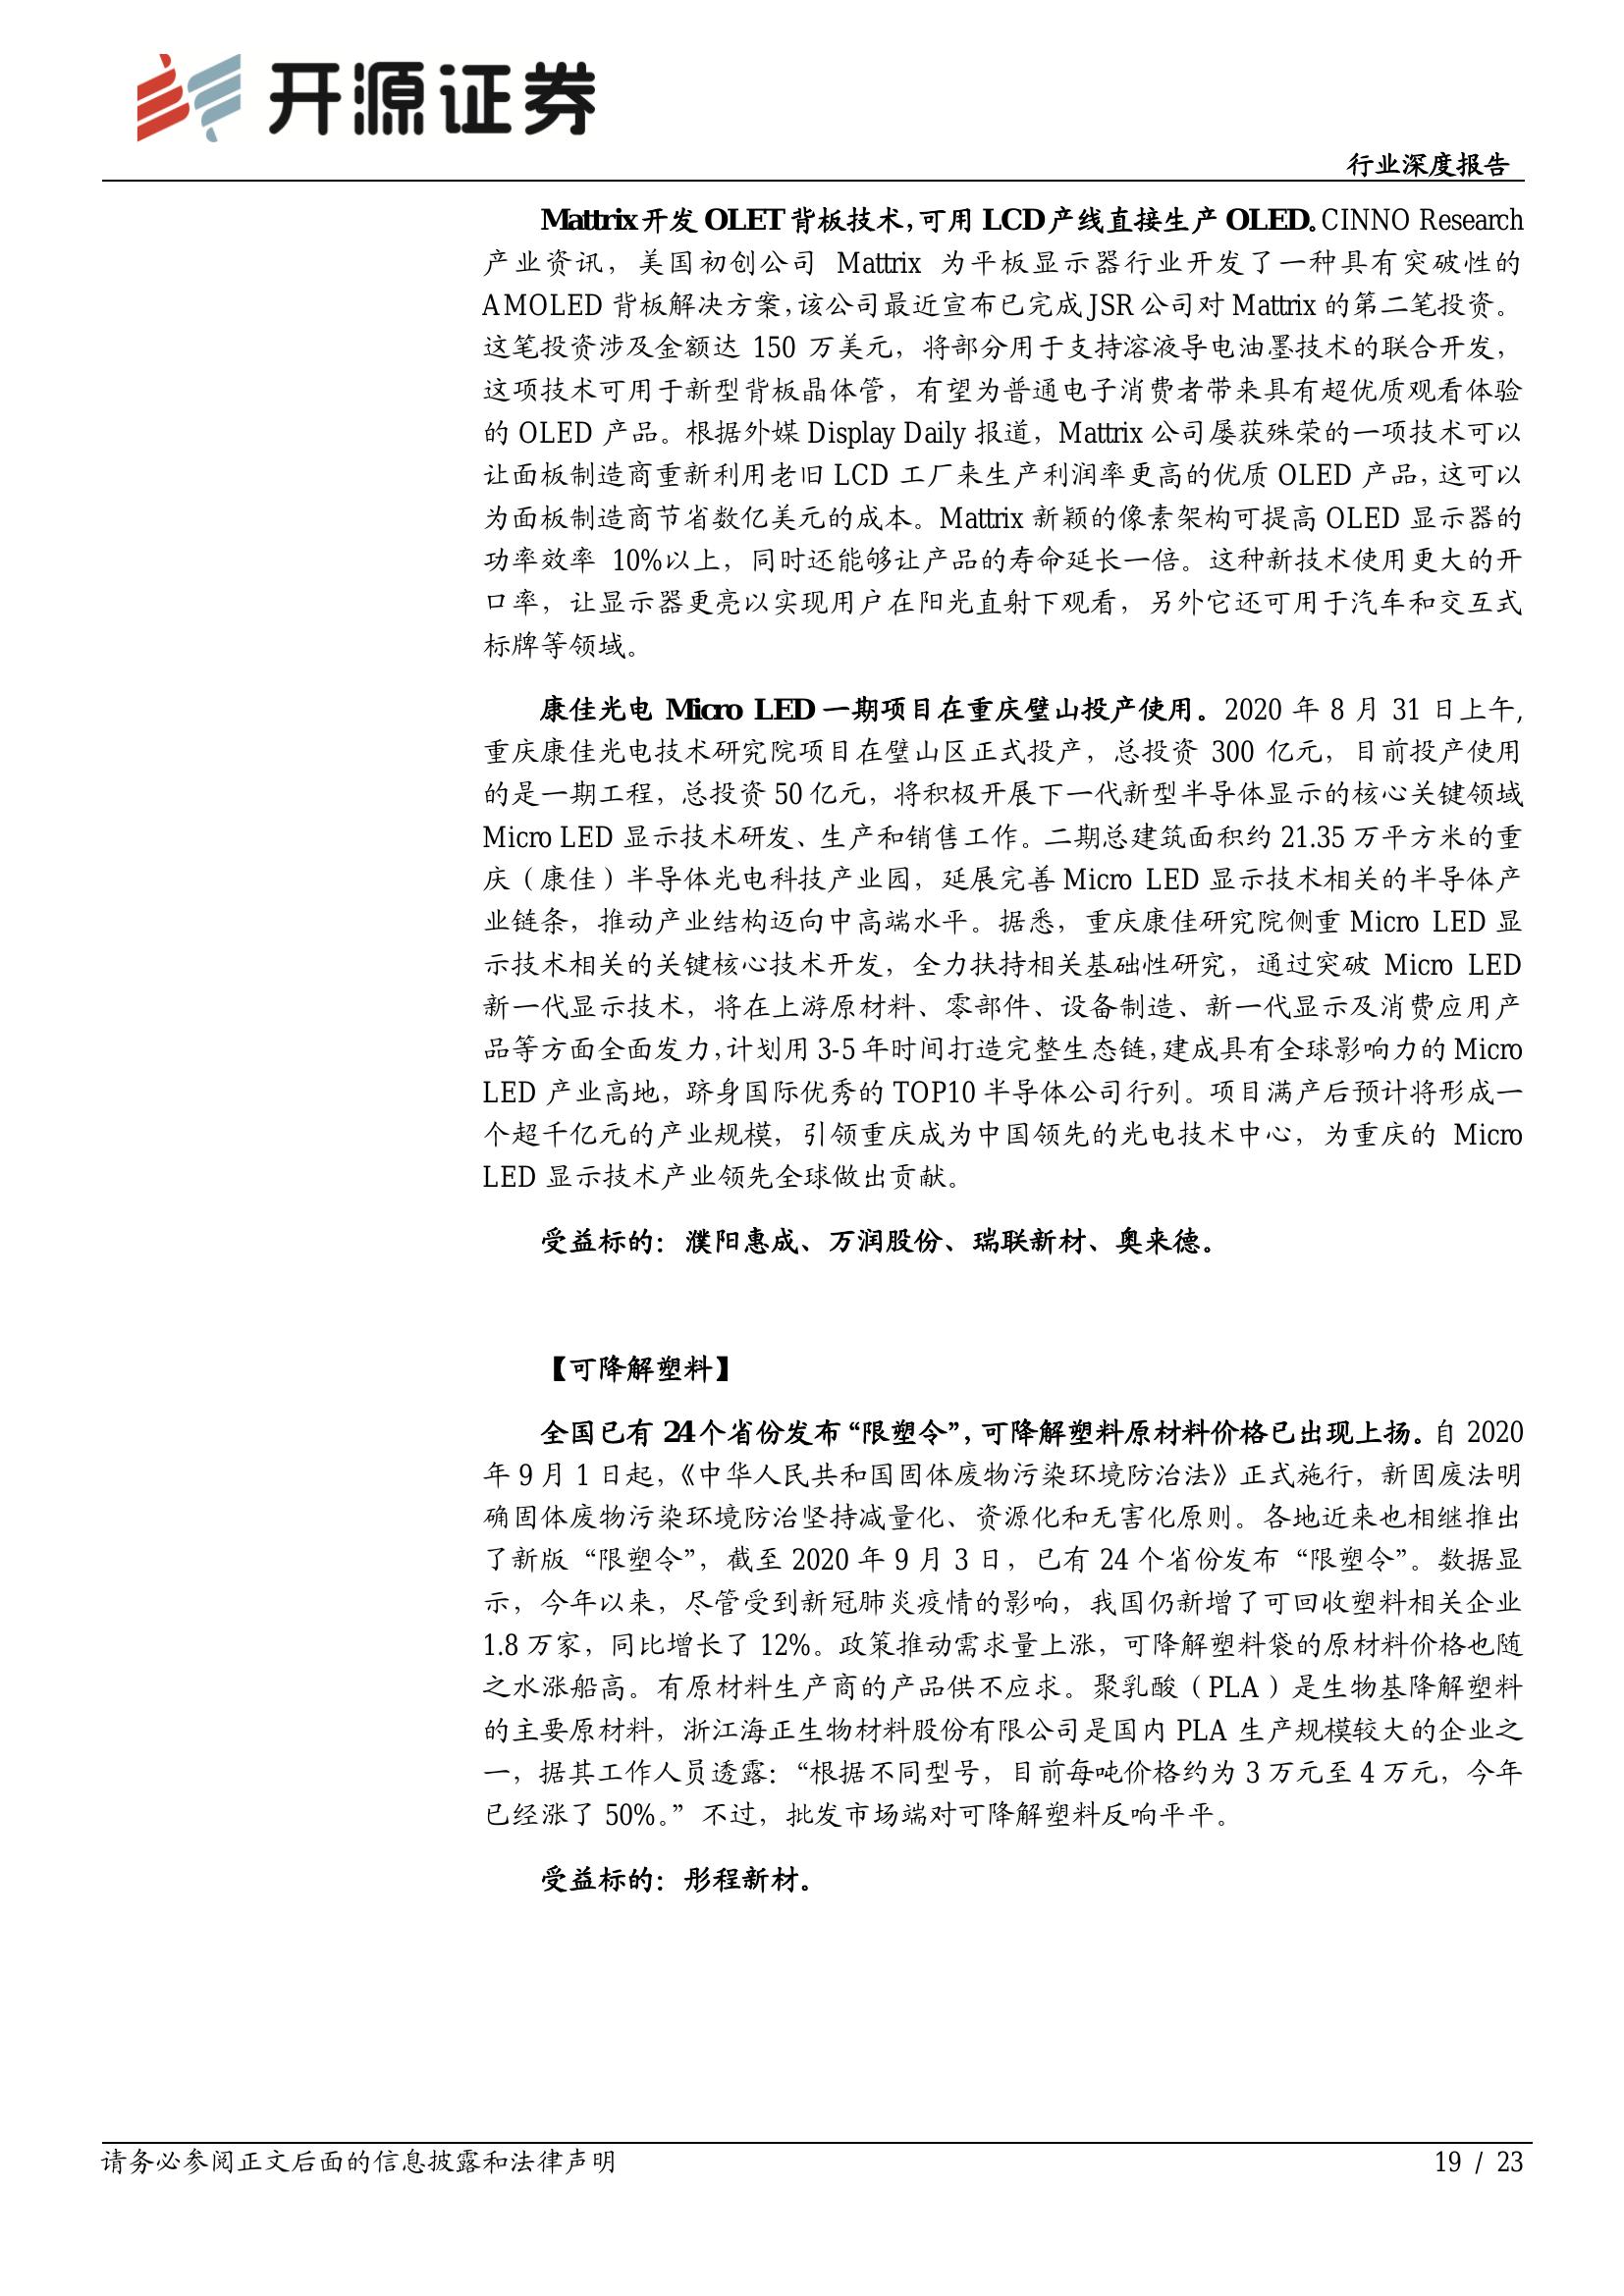 开源证券
行业深度报告
Mattrix开发 OLET背板技术，可用 LCD产线直接生产 OLED。CINNO Research
产业资讯，美国初创公司 Mattrix 为平板显示器行业开发了一种具有突破性的
AMOLED 背板解决方案，该公司最近宣布已完成 JSR 公司对 Mattrix 的第二笔投资。
这笔投资涉及金额达 150 万美元，将部分用于支持溶液导电油墨技术的联合开发，
这项技术可用于新型背板晶体管，有望为普通电子消费者带来具有超优质观看体验
的 OLED 产品。根据外媒 Display Daily 报道，Mattrix 公司屡获殊荣的一项技术可以
让面板制造商重新利用老旧 LCD 工厂来生产利润率更高的优质 OLED 产品，这可以
为面板制造商节省数亿美元的成本。Mattrix 新颖的像素架构可提高 OLED 显示器的
功率效率 10%以上，同时还能够让产品的寿命延长一倍。这种新技术使用更大的开
口率，让显示器更亮以实现用户在阳光直射下观看，另外它还可用于汽车和交互式
标牌等领域。
康佳光电 Micro LED 一期项目在重庆璧山投产使用。2020 年 8 月 31 日上午,
重庆康佳光电技术研究院项目在璧山区正式投产，总投资 300 亿元，目前投产使用
的是一期工程，总投资 50 亿元，将积极开展下一代新型半导体显示的核心关键领域
Micro LED 显示技术研发、生产和销售工作。二期总建筑面积约 21.35 万平方米的重
庆（康佳）半导体光电科技产业园，延展完善 Micro LED 显示技术相关的半导体产
业链条，推动产业结构迈向中高端水平。据悉，重庆康佳研究院侧重 Micro LED 显
示技术相关的关键核心技术开发，全力扶持相关基础性研究，通过突破 Micro LED
新一代显示技术，将在上游原材料、零部件、设备制造、新一代显示及消费应用产
品等方面全面发力，计划用 3-5 年时间打造完整生态链，建成具有全球影响力的 Micro
LED 产业高地，跻身国际优秀的 TOP10 半导体公司行列。项目满产后预计将形成一
个超千亿元的产业规模，引领重庆成为中国领先的光电技术中心，为重庆的 Micro
LED 显示技术产业领先全球做出贡献。
受益标的：濮阳惠成、万润股份、瑞联新材、奥来德。
【可降解塑料】
全国已有 24 个省份发布“限塑令”，可降解塑料原材料价格已出现上扬。自 2020
年 9 月 1 日起，《中华人民共和国固体废物污染环境防治法》正式施行，新固废法明
确固体废物污染环境防治坚持减量化、资源化和无害化原则。各地近来也相继推出
了新版“限塑令”，截至 2020 年 9 月 3 日，已有 24 个省份发布“限塑令”。数据显
示，今年以来，尽管受到新冠肺炎疫情的影响，我国仍新增了可回收塑料相关企业
1.8 万家，同比增长了 12%。政策推动需求量上涨，可降解塑料袋的原材料价格也随
之水涨船高。有原材料生产商的产品供不应求。聚乳酸（PLA）是生物基降解塑料
的主要原材料，浙江海正生物材料股份有限公司是国内 PLA 生产规模较大的企业之
一，据其工作人员透露：“根据不同型号，目前每吨价格约为 3 万元至 4 万元，今年
已经涨了 50%。”不过，批发市场端对可降解塑料反响平平。
受益标的：彤程新材。
请务必参阅正文后面的信息披露和法律声明
19 / 23